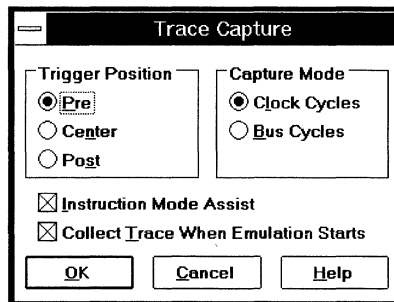 Trace Capture
Trigger Position
Pre
Center
Post
Capture Mode
Clock Cycles
Bus Cycles
Instruction Mode Assist
Collect Trace When Emulation Starts
OK
Cancel
Help